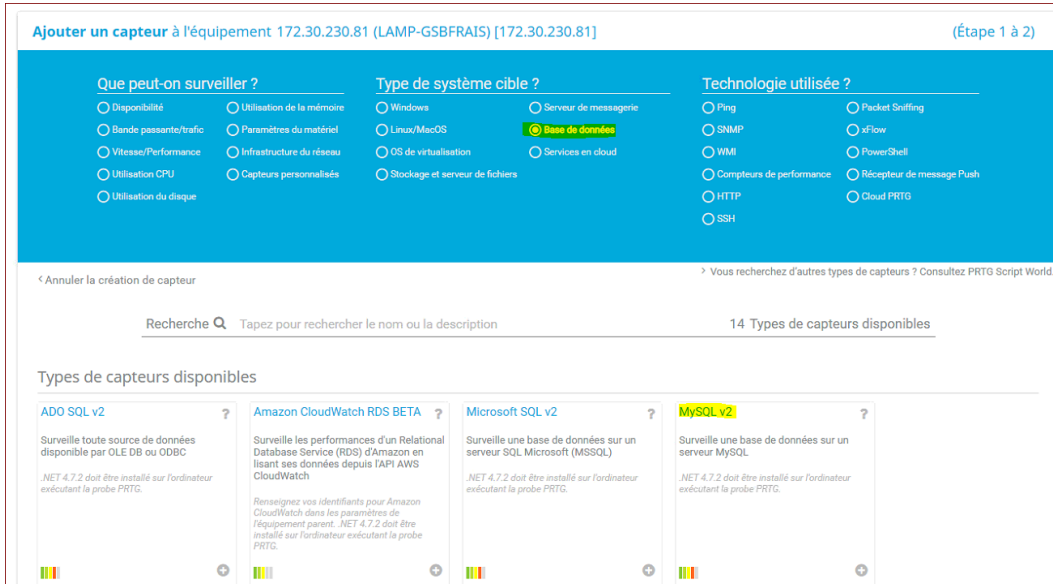 Ajouter un capteur à l'équipement 172.30.230.81 (LAMP-GSBFRAIS) [172.30.230.81]
(Étape 1 à 2)
Que peut-on surveiller ?
Disponibilité
Utilisation de la mémoire
Bande passante/trafic
Paramètres du matériel
Vitesse/Performance
Infrastructure du réseau
Utilisation CPU
Capteurs personnalisés
Utilisation du disque
Type de système cible ?
Windows
Serveur de messagerie
Linux/MacOS
Base de données
OS de virtualisation
Services en cloud
Stockage et serveur de fichiers
Technologie utilisée ?
Ping
Packet Sniffing
SNMP
xFlow
WMI
PowerShell
Compteurs de performance
Récepteur de message Push
HTTP
Cloud PRTG
SSH
‹ Annuler la création de capteur
› Vous recherchez d'autres types de capteurs ? Consultez PRTG Script World.
Recherche
Tapez pour rechercher le nom ou la description
14 Types de capteurs disponibles
Types de capteurs disponibles
ADO SQL v2
?
Surveille toute source de données
disponible par OLE DB ou ODBC
.NET 4.7.2 doit être installé sur l'ordinateur
exécutant la probe PRTG.
Amazon CloudWatch RDS BETA
?
Surveille les performances d'un Relational
Database Service (RDS) d'Amazon en
lisant ses données depuis l'API AWS
CloudWatch
Renseignez vos identifiants pour Amazon
CloudWatch dans les paramètres de
l'équipement parent. .NET 4.7.2 doit être
installé sur l'ordinateur exécutant la probe
PRTG.
Microsoft SQL v2
?
Surveille une base de données sur un
serveur SQL Microsoft (MSSQL)
.NET 4.7.2 doit être installé sur l'ordinateur
exécutant la probe PRTG.
MySQL v2
?
Surveille une base de données sur un
serveur MySQL
.NET 4.7.2 doit être installé sur l'ordinateur
exécutant la probe PRTG.